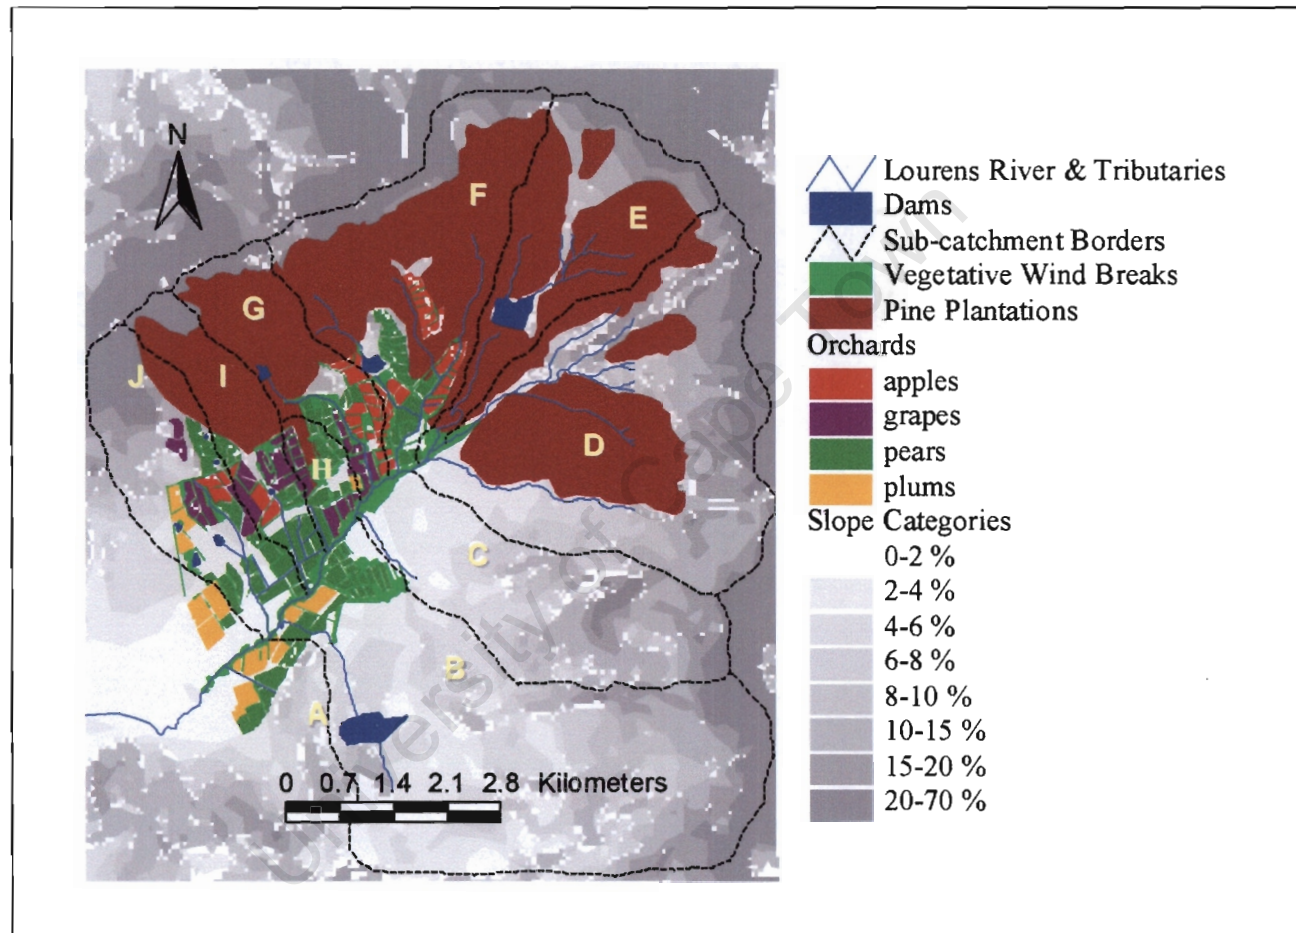 N
F
E
G
J
I
D
H
C
B
A
0 0.7 1.4 2.1 2.8 Kilometers
Lourens River & Tributaries
Dams
Sub-catchment Borders
Vegetative Wind Breaks
Pine Plantations
Orchards
apples
grapes
pears
plums
Slope Categories
0-2 %
2-4 %
4-6 %
6-8 %
8-10 %
10-15 %
15-20 %
20-70 %
University of Cape Town